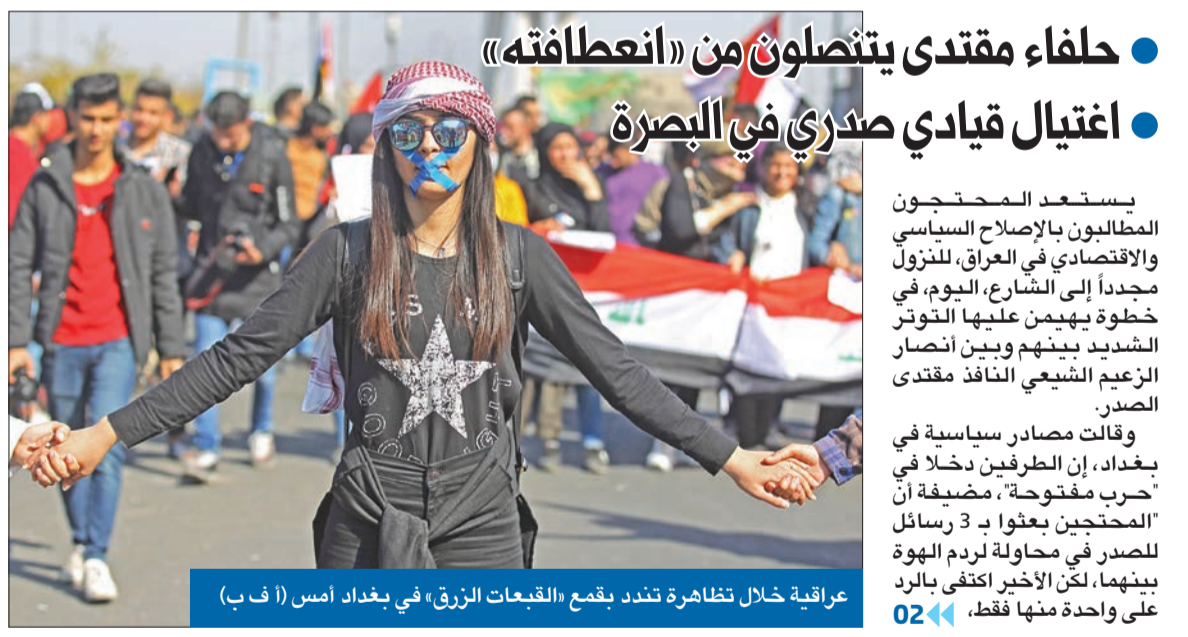 ● حلفاء مقتدى يتنصلون من «انعطافته»
● اغتيال قيادي صدري في البصرة
يستعد المحتجون
المطالبون بالإصلاح السياسي
والاقتصادي في العراق، للنزول
مجدداً إلى الشارع، اليوم، في
خطوة يهيمن عليها التوتر
الشديد بينهم وبين أنصار
الزعيم الشيعي النافذ مقتدى
الصدر.
وقالت مصادر سياسية في
بغداد، إن الطرفين دخلا في
"حرب مفتوحة"، مضيفة أن
"المحتجين بعثوا بـ 3 رسائل
للصدر في محاولة لردم الهوة
بينهما، لكن الأخير اكتفى بالرد
على واحدة منها فقط، 02
عراقية خلال تظاهرة تندد بقمع «القبعات الزرق» في بغداد أمس (أ ف ب)